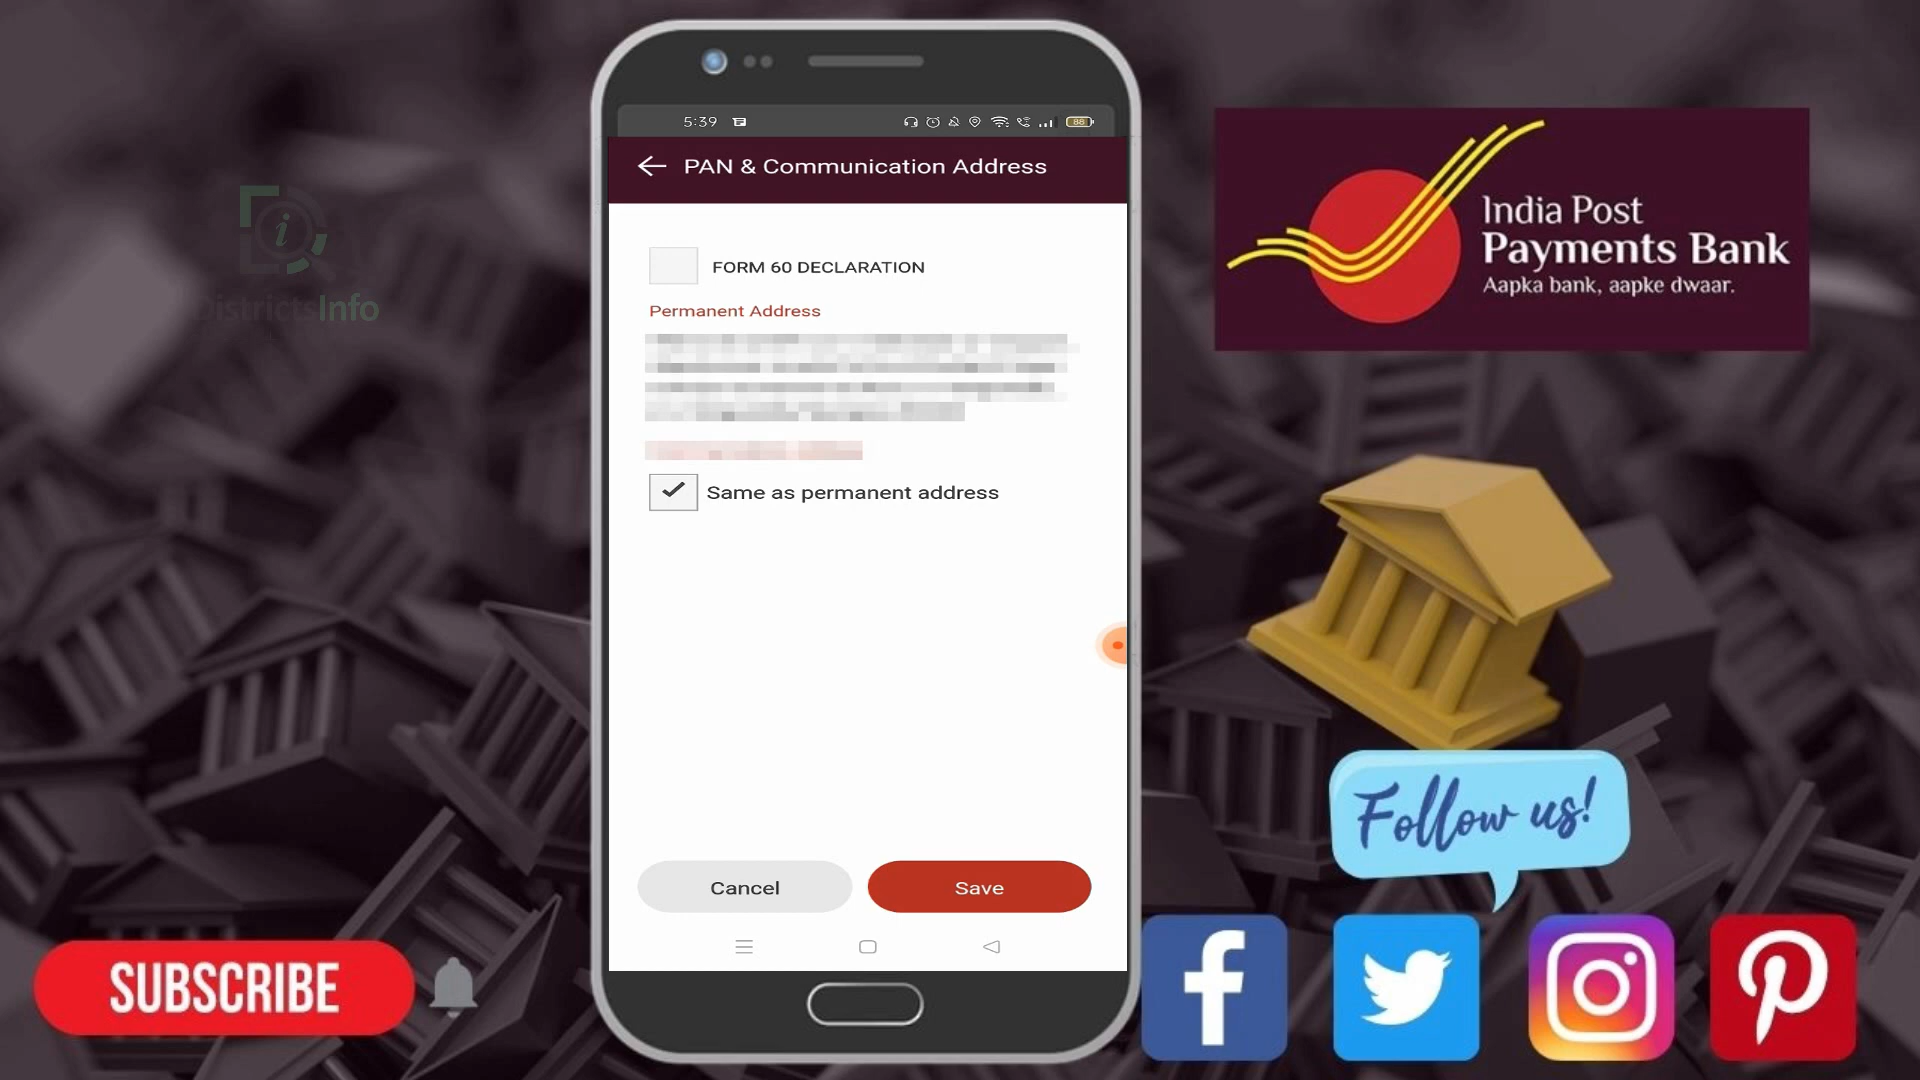 5:39
88
PAN & Communication Address
FORM 60 DECLARATION
Permanent Address
Same as permanent address
Cancel
Save
DistrictsInfo
India Post
Payments Bank
Aapka bank, aapke dwaar.
Follow us!
SUBSCRIBE